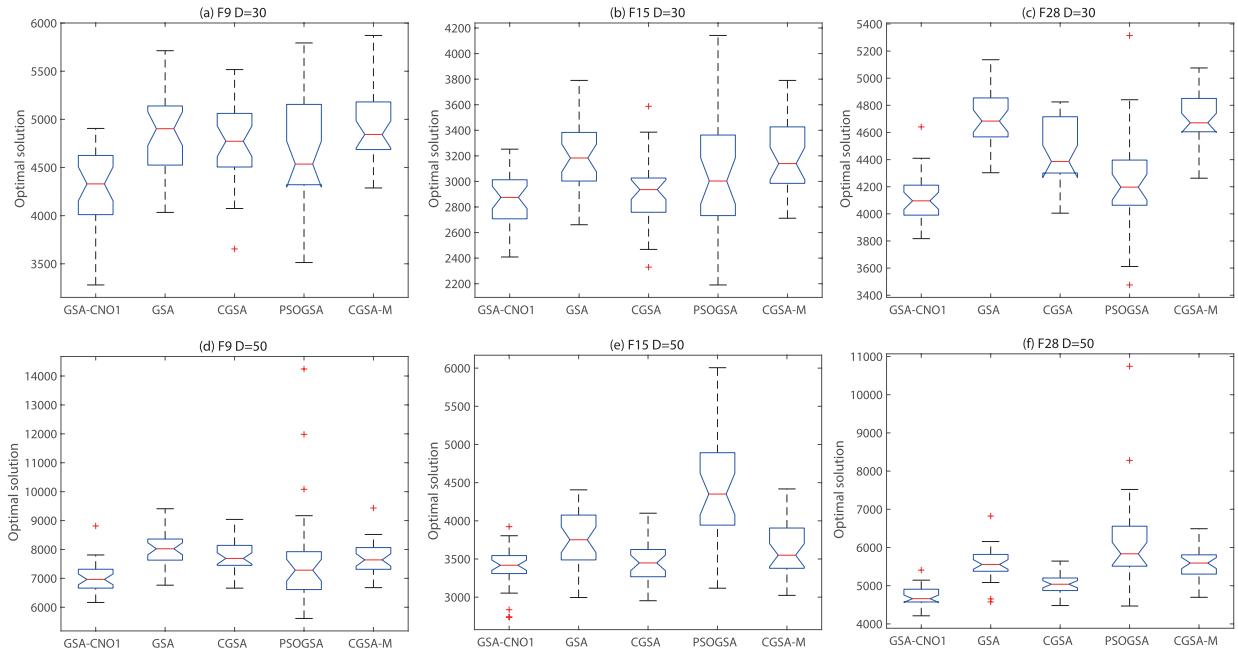 (a) F9 D=30
Optimal solution
6000
5500
5000
4500
4000
3500
GSA-CNO1 GSA CGSA PSOGSA CGSA-M
(b) F15 D=30
Optimal solution
4200
4000
3800
3600
3400
3200
3000
2800
2600
2400
2200
GSA-CNO1 GSA CGSA PSOGSA CGSA-M
(c) F28 D=30
Optimal solution
5400
5200
5000
4800
4600
4400
4200
4000
3800
3600
3400
GSA-CNO1 GSA CGSA PSOGSA CGSA-M
(d) F9 D=50
Optimal solution
14000
13000
12000
11000
10000
9000
8000
7000
6000
GSA-CNO1 GSA CGSA PSOGSA CGSA-M
(e) F15 D=50
Optimal solution
6000
5500
5000
4500
4000
3500
3000
GSA-CNO1 GSA CGSA PSOGSA CGSA-M
(f) F28 D=50
Optimal solution
11000
10000
9000
8000
7000
6000
5000
4000
GSA-CNO1 GSA CGSA PSOGSA CGSA-M